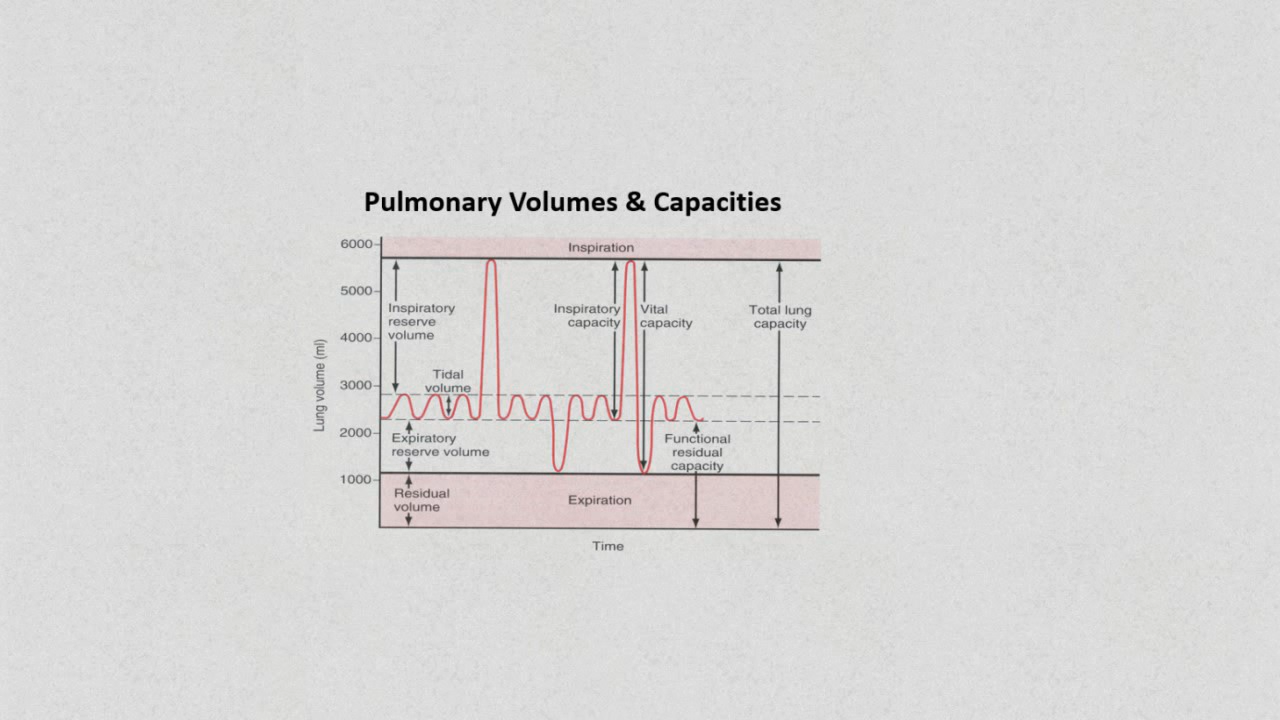 Pulmonary Volumes & Capacities
6000
Inspiration
5000
Inspiratory
reserve
volume
Inspiratory
capacity
Vital
capacity
Total lung
capacity
4000
Lung volume (ml)
3000
Tidal
volume
2000
Expiratory
reserve volume
Functional
residual
capacity
1000
Residual
volume
Expiration
Time